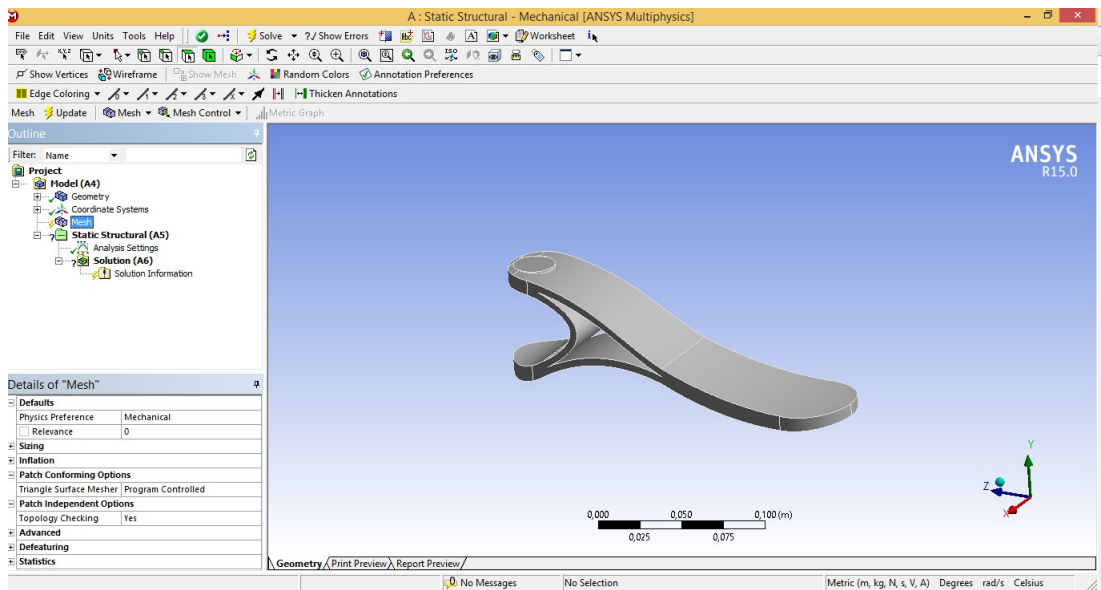 A : Static Structural - Mechanical [ANSYS Multiphysics]
File Edit View Units Tools Help Solve ?/ Show Errors Worksheet
Show Vertices Wireframe Show Mesh Random Colors Annotation Preferences
Edge Coloring Thicken Annotations
Mesh Update Mesh Mesh Control Metric Graph
Outline
Filter: Name
Project
Model (A4)
Geometry
Coordinate Systems
Mesh
Static Structural (A5)
Analysis Settings
Solution (A6)
Solution Information
Details of "Mesh"
Defaults
Physics Preference Mechanical
Relevance 0
Sizing
Inflation
Patch Conforming Options
Triangle Surface Mesher Program Controlled
Patch Independent Options
Topology Checking Yes
Advanced
Defeaturing
Statistics
ANSYS
R15.0
Y
Z
X
0,000 0,050 0,100 (m)
0,025 0,075
Geometry Print Preview Report Preview
No Messages No Selection Metric (m, kg, N, s, V, A) Degrees rad/s Celsius